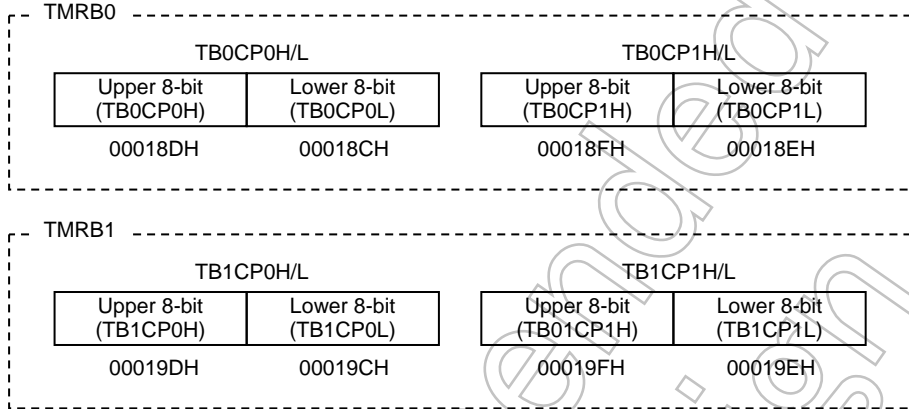 TMRB0
TB0CP0H/L TB0CP1H/L
Upper 8-bit Lower 8-bit Upper 8-bit Lower 8-bit
(TB0CP0H) (TB0CP0L) (TB0CP1H) (TB0CP1L)
00018DH 00018CH 00018FH 00018EH
TMRB1
TB1CP0H/L TB1CP1H/L
Upper 8-bit Lower 8-bit Upper 8-bit Lower 8-bit
(TB1CP0H) (TB1CP0L) (TB01CP1H) (TB1CP1L)
00019DH 00019CH 00019FH 00019EH
ended
ign